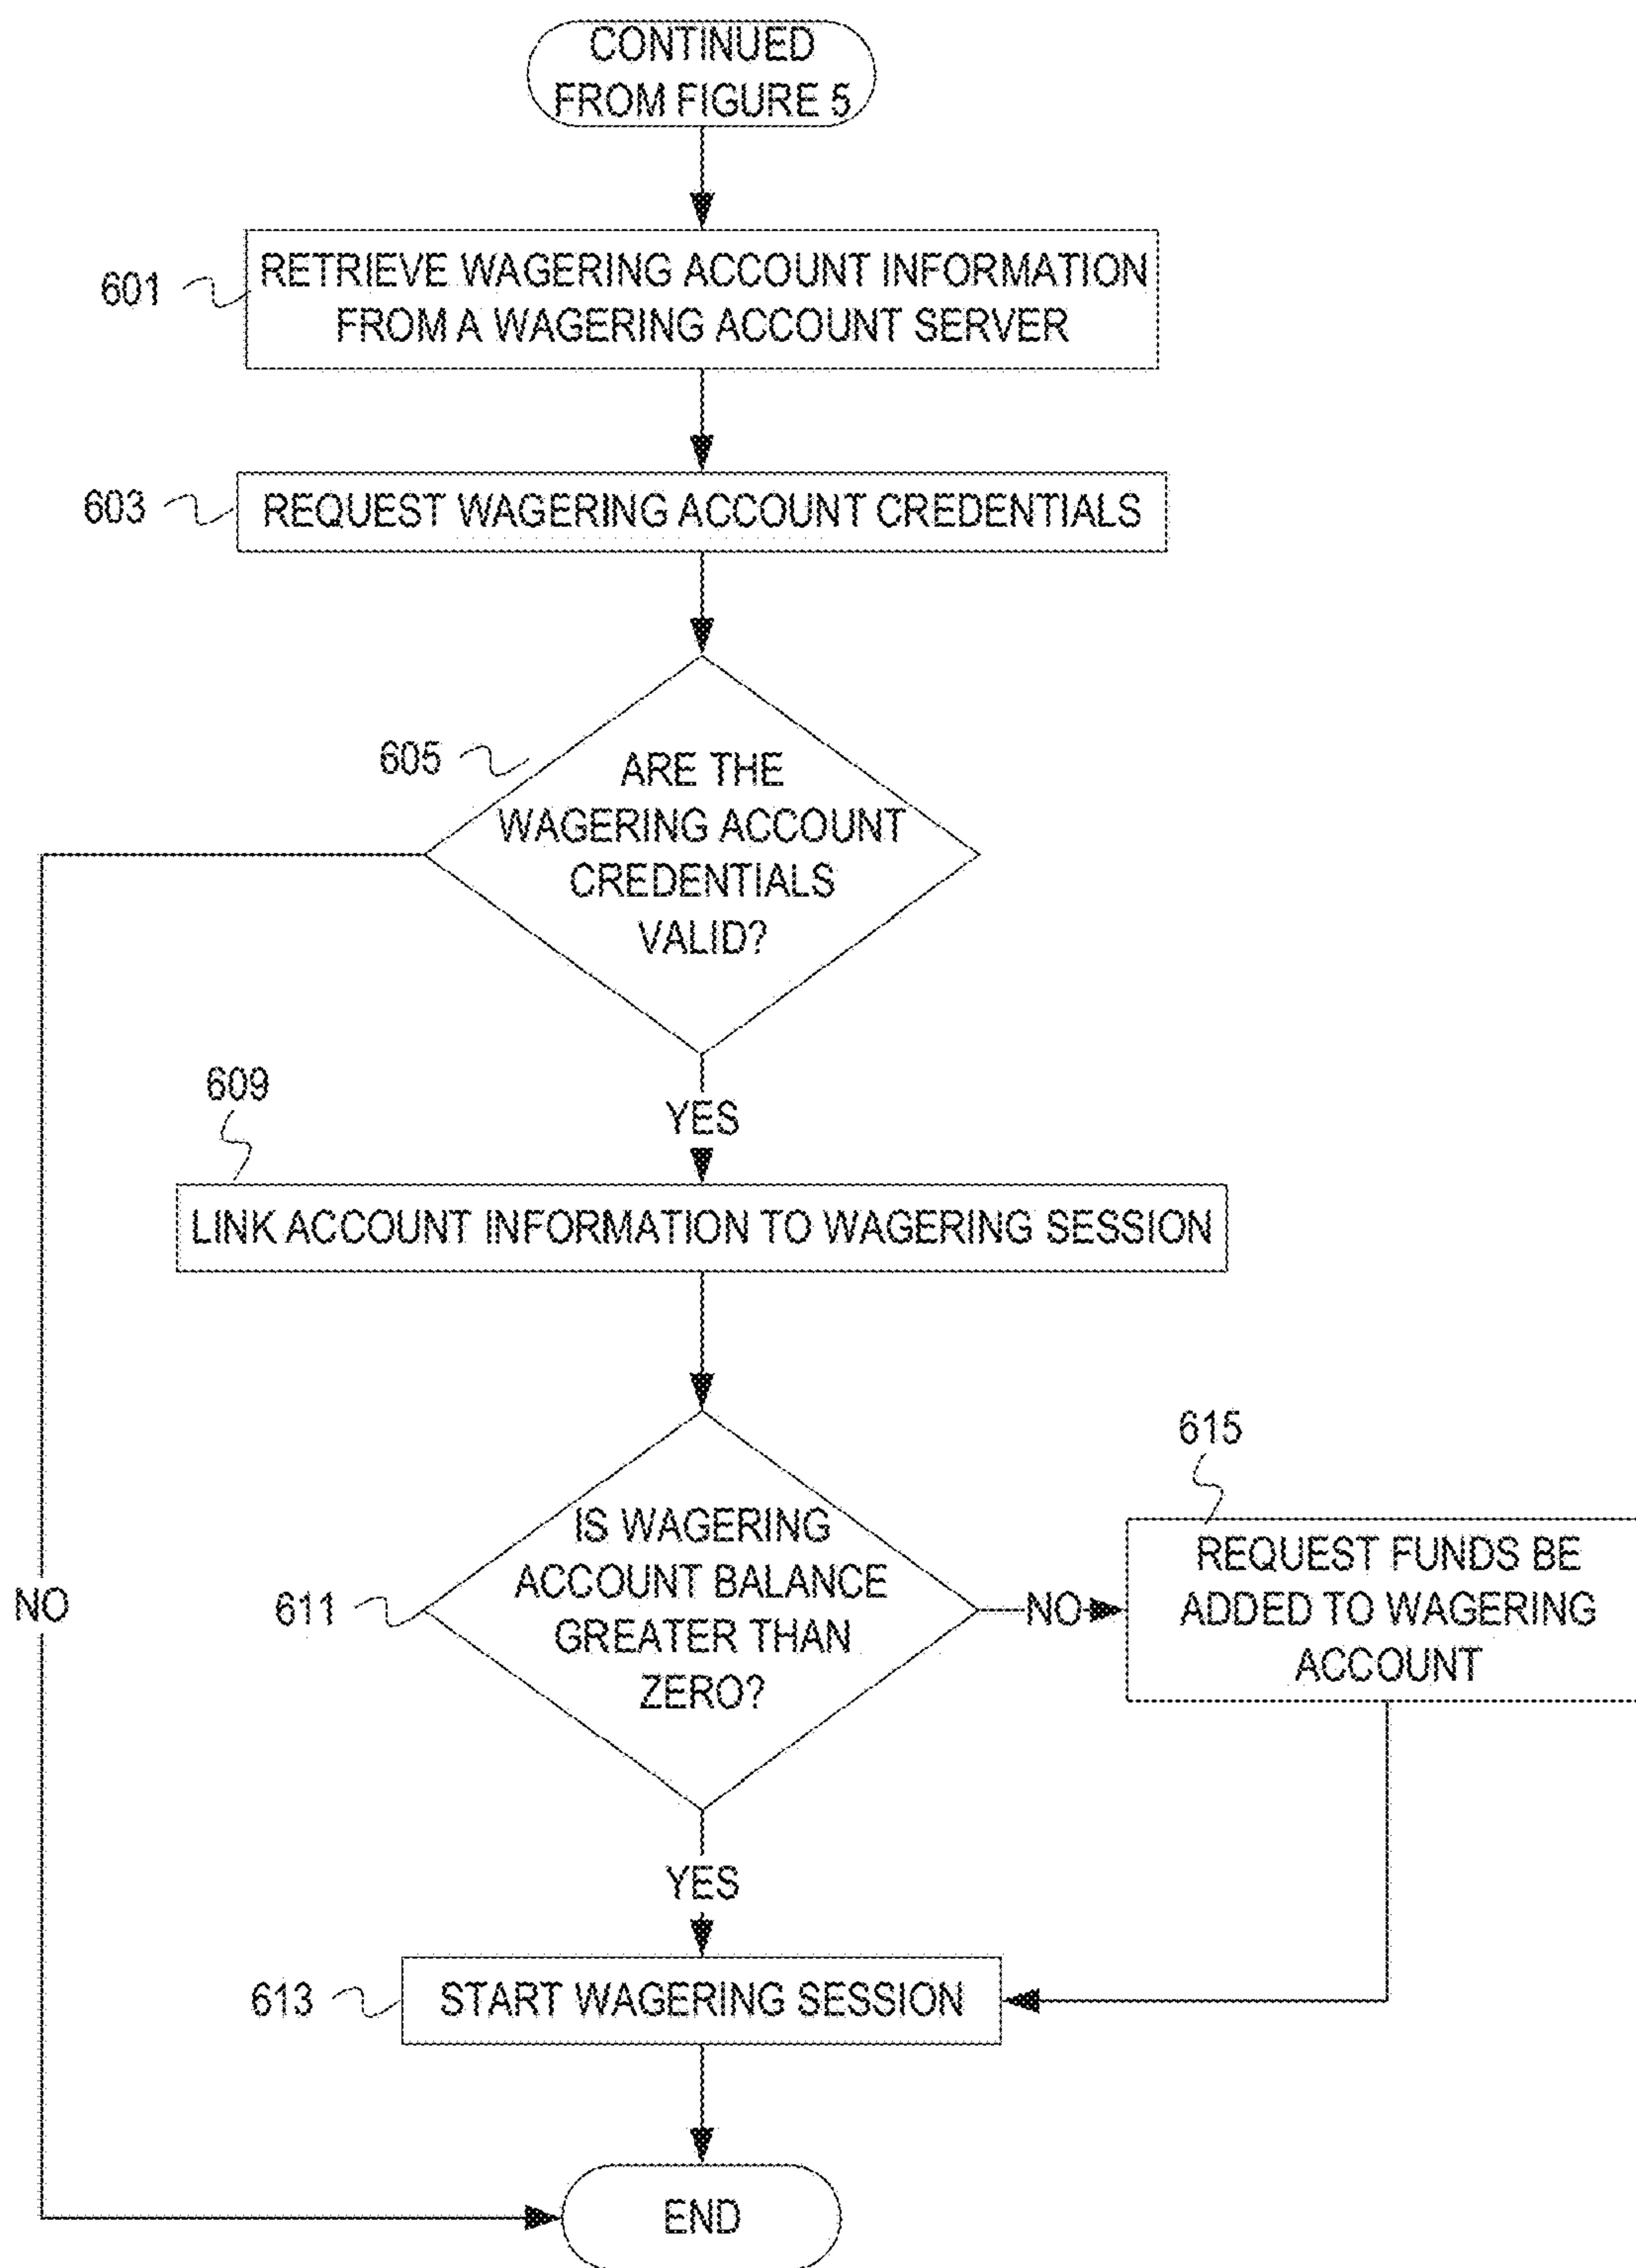 CONTINUED
FROM FIGURE 5
601
RETRIEVE WAGERING ACCOUNT INFORMATION
FROM A WAGERING ACCOUNT SERVER
603
REQUEST WAGERING ACCOUNT CREDENTIALS
605
ARE THE
WAGERING ACCOUNT
CREDENTIALS
VALID?
609
YES
LINK ACCOUNT INFORMATION TO WAGERING SESSION
615
611
IS WAGERING
ACCOUNT BALANCE
GREATER THAN
ZERO?
NO
NO
REQUEST FUNDS BE
ADDED TO WAGERING
ACCOUNT
YES
613
START WAGERING SESSION
END